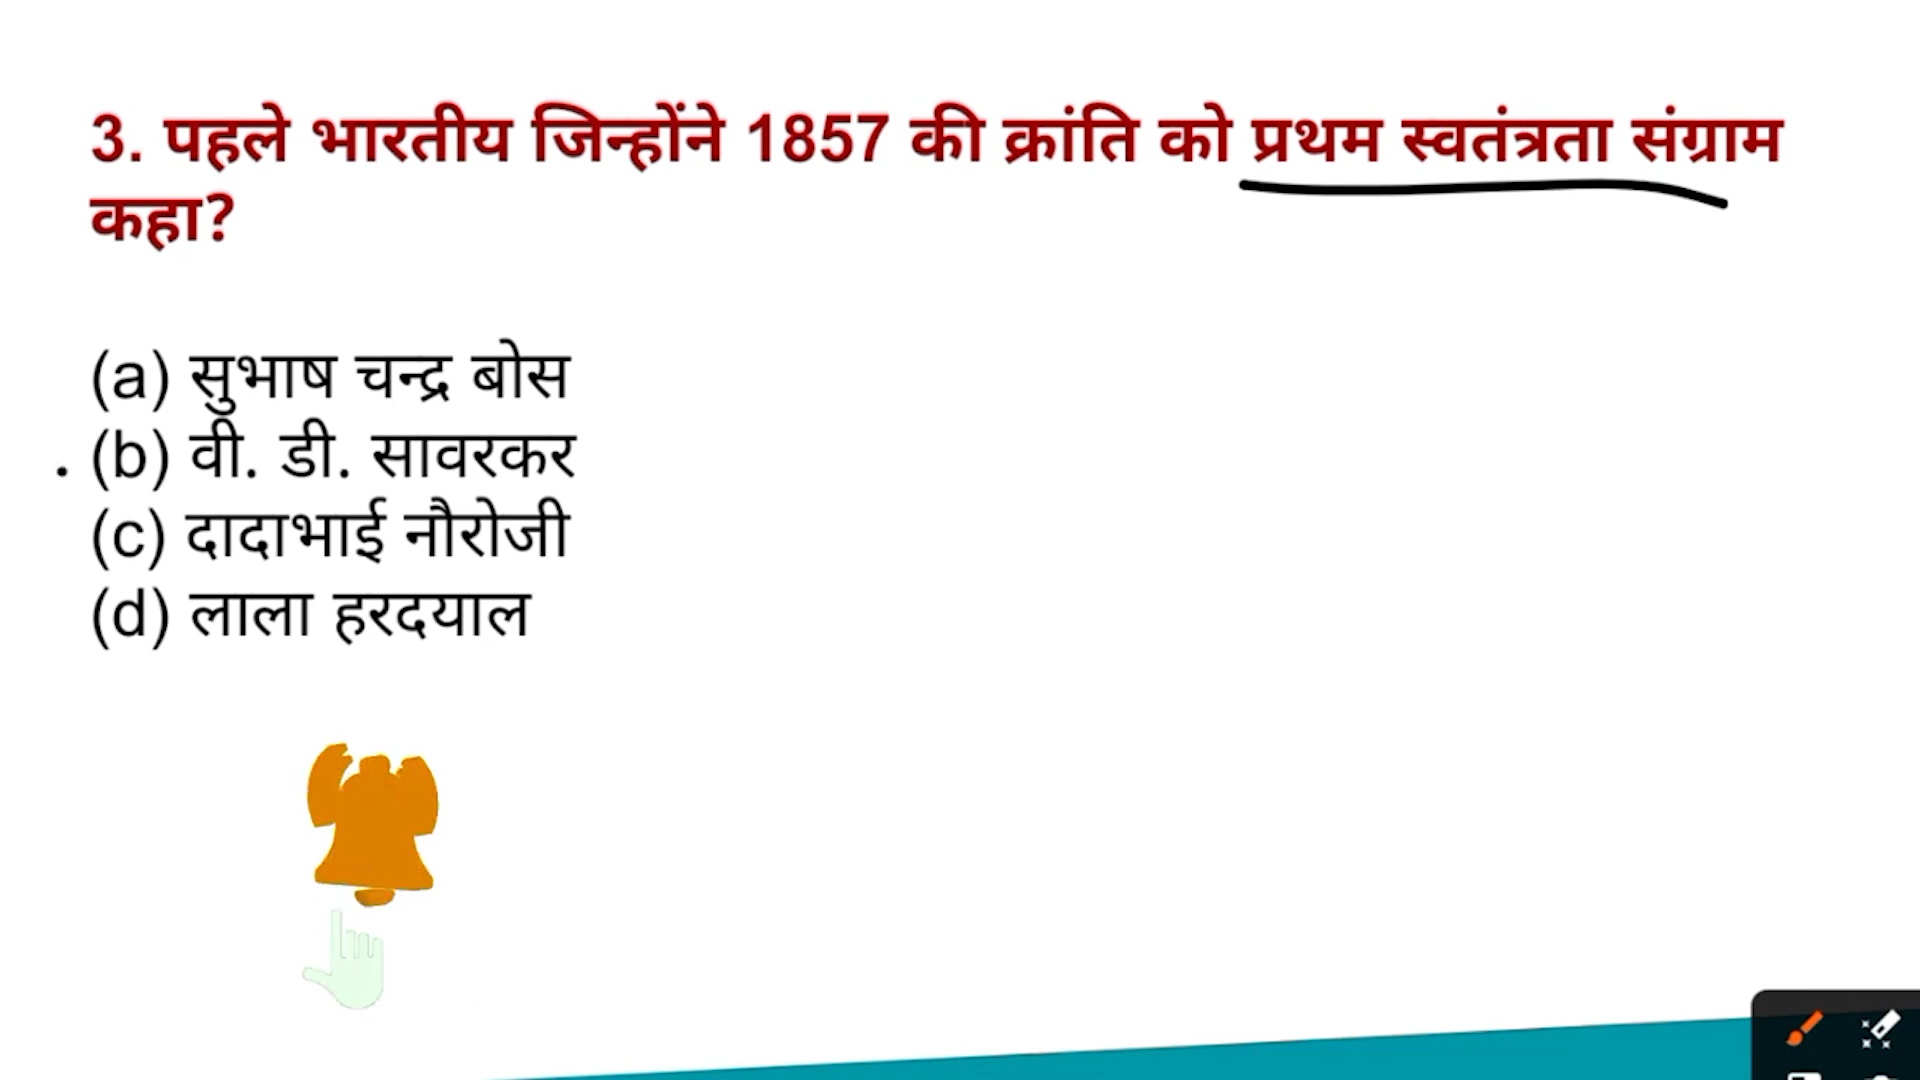 3. पहले भारतीय जिन्होंने 1857 की क्रांति को प्रथम स्वतंत्रता संग्राम
कहा?
(a) सुभाष चन्द्र बोस
(b) वी. डी. सावरकर
(c) दादाभाई नौरोजी
(d) लाला हरदयाल